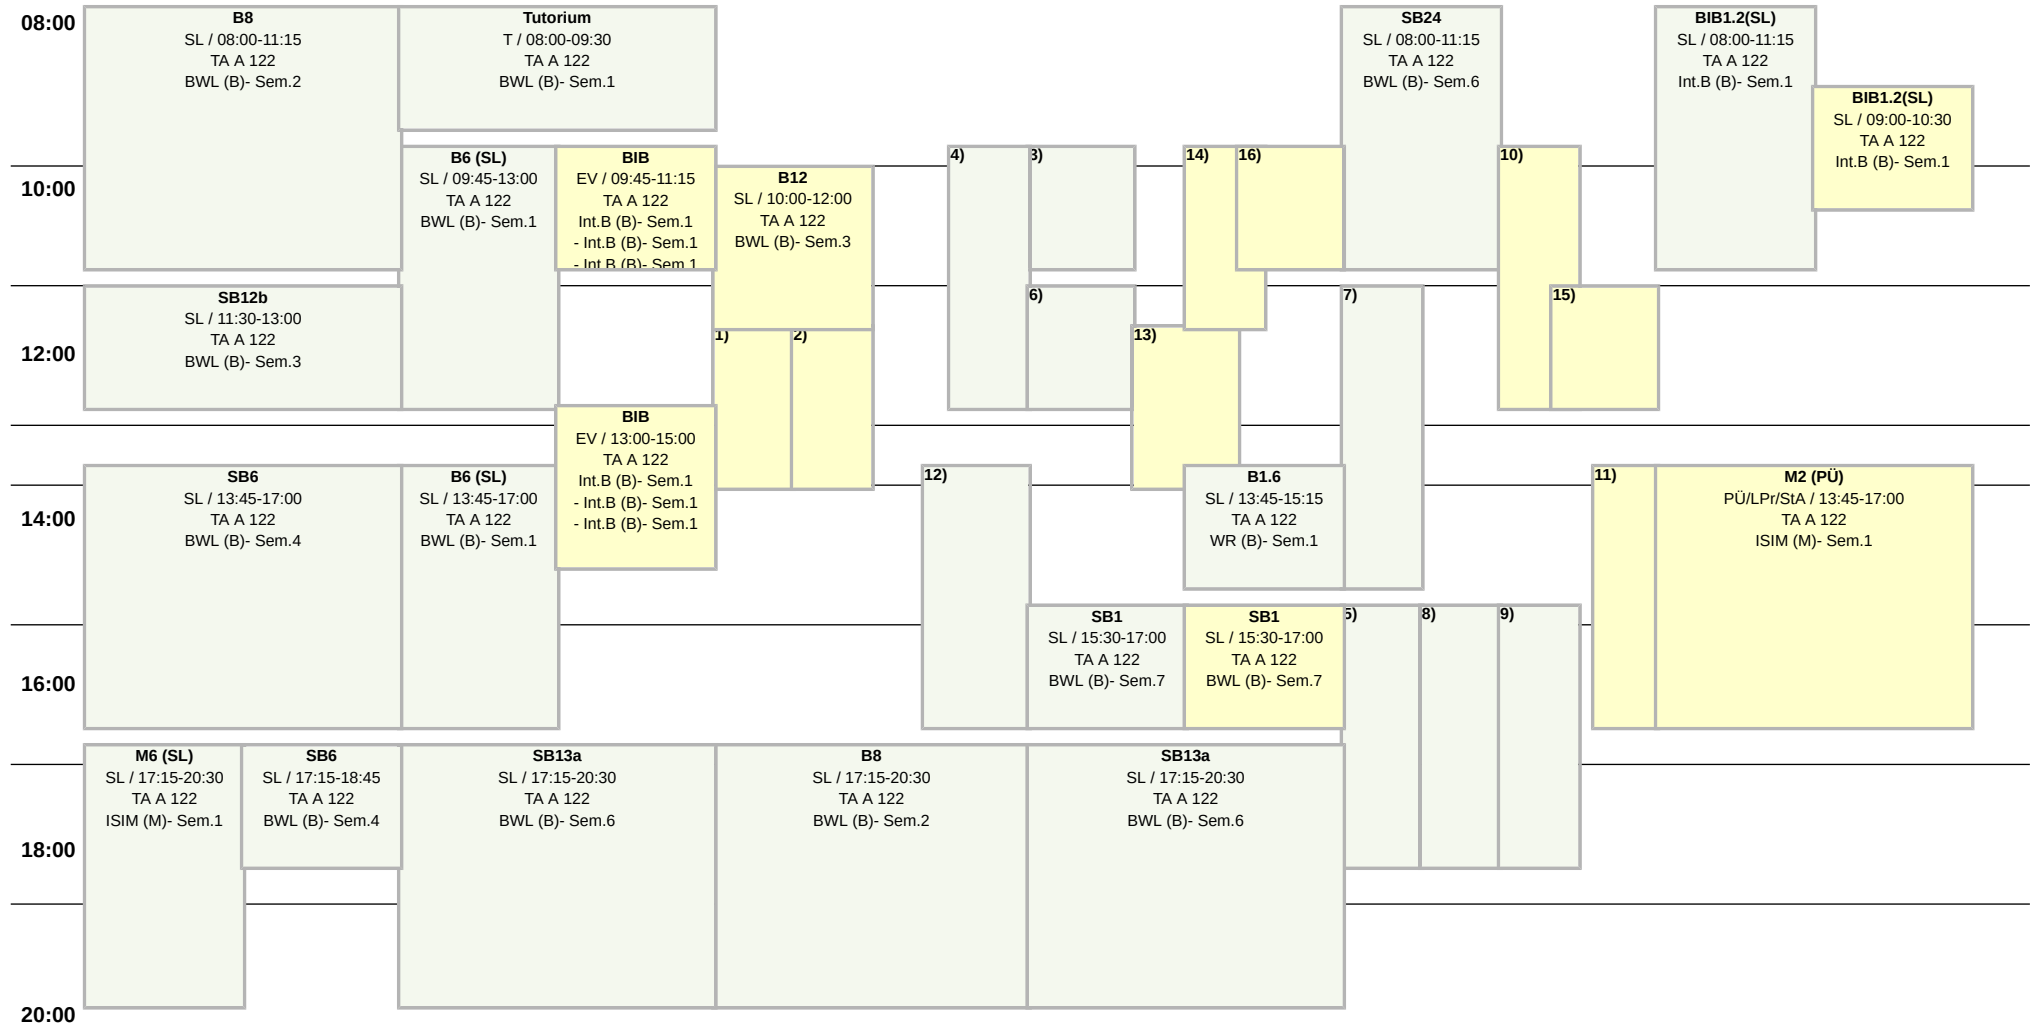 08:00
B8
SL / 08:00-11:15
TA A 122
BWL (B)- Sem.2
Tutorium
T / 08:00-09:30
TA A 122
BWL (B)- Sem.1
SB24
SL / 08:00-11:15
TA A 122
BWL (B)- Sem.6
BIB1.2(SL)
SL / 08:00-11:15
TA A 122
Int.B (B)- Sem.1
BIB1.2(SL)
SL / 09:00-10:30
TA A 122
Int.B (B)- Sem.1
B6 (SL)
SL / 09:45-13:00
TA A 122
BWL (B)- Sem.1
BIB
EV / 09:45-11:15
TA A 122
Int.B (B)- Sem.1
- Int.B (B)- Sem.1
- Int.B (B)- Sem.1
4)
3)
14)
16)
10)
10:00
B12
SL / 10:00-12:00
TA A 122
BWL (B)- Sem.3
SB12b
SL / 11:30-13:00
TA A 122
BWL (B)- Sem.3
6)
7)
15)
1)
2)
13)
12:00
BIB
EV / 13:00-15:00
TA A 122
Int.B (B)- Sem.1
- Int.B (B)- Sem.1
- Int.B (B)- Sem.1
SB6
SL / 13:45-17:00
TA A 122
BWL (B)- Sem.4
B6 (SL)
SL / 13:45-17:00
TA A 122
BWL (B)- Sem.1
12)
B1.6
SL / 13:45-15:15
TA A 122
WR (B)- Sem.1
11)
M2 (PÜ)
PÜ/LPr/StA / 13:45-17:00
TA A 122
ISIM (M)- Sem.1
14:00
SB1
SL / 15:30-17:00
TA A 122
BWL (B)- Sem.7
SB1
SL / 15:30-17:00
TA A 122
BWL (B)- Sem.7
5)
8)
9)
16:00
M6 (SL)
SL / 17:15-20:30
TA A 122
ISIM (M)- Sem.1
SB6
SL / 17:15-18:45
TA A 122
BWL (B)- Sem.4
SB13a
SL / 17:15-20:30
TA A 122
BWL (B)- Sem.6
B8
SL / 17:15-20:30
TA A 122
BWL (B)- Sem.2
SB13a
SL / 17:15-20:30
TA A 122
BWL (B)- Sem.6
18:00
20:00